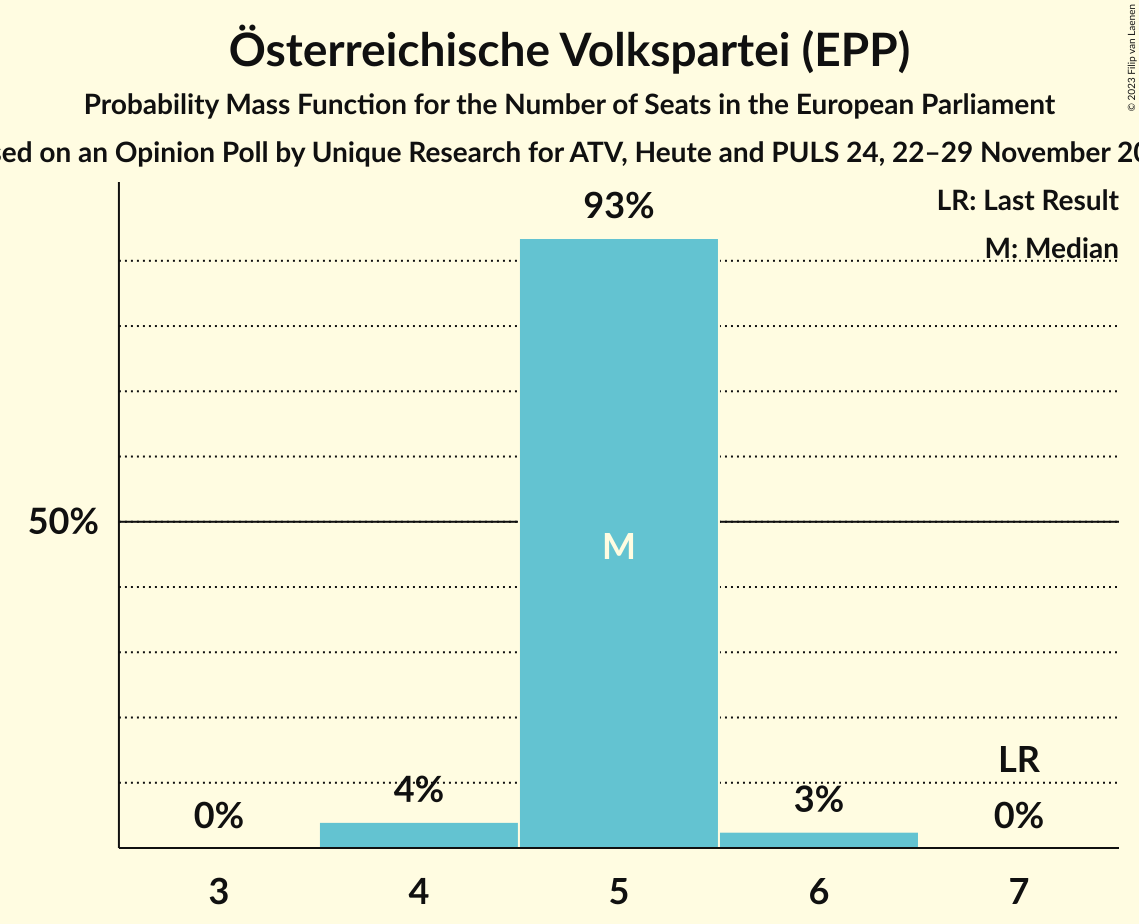 Österreichische Volkspartei (EPP)
Probability Mass Function for the Number of Seats in the European Parliament
on an Opinion Poll by Unique Research for ATV, Heute and PULS 24, 22–29 November
© 2023 Filip van Laenen
LR: Last Result
M: Median
93%
50%
M
LR
0%
4%
3%
0%
3 4 5 6 7